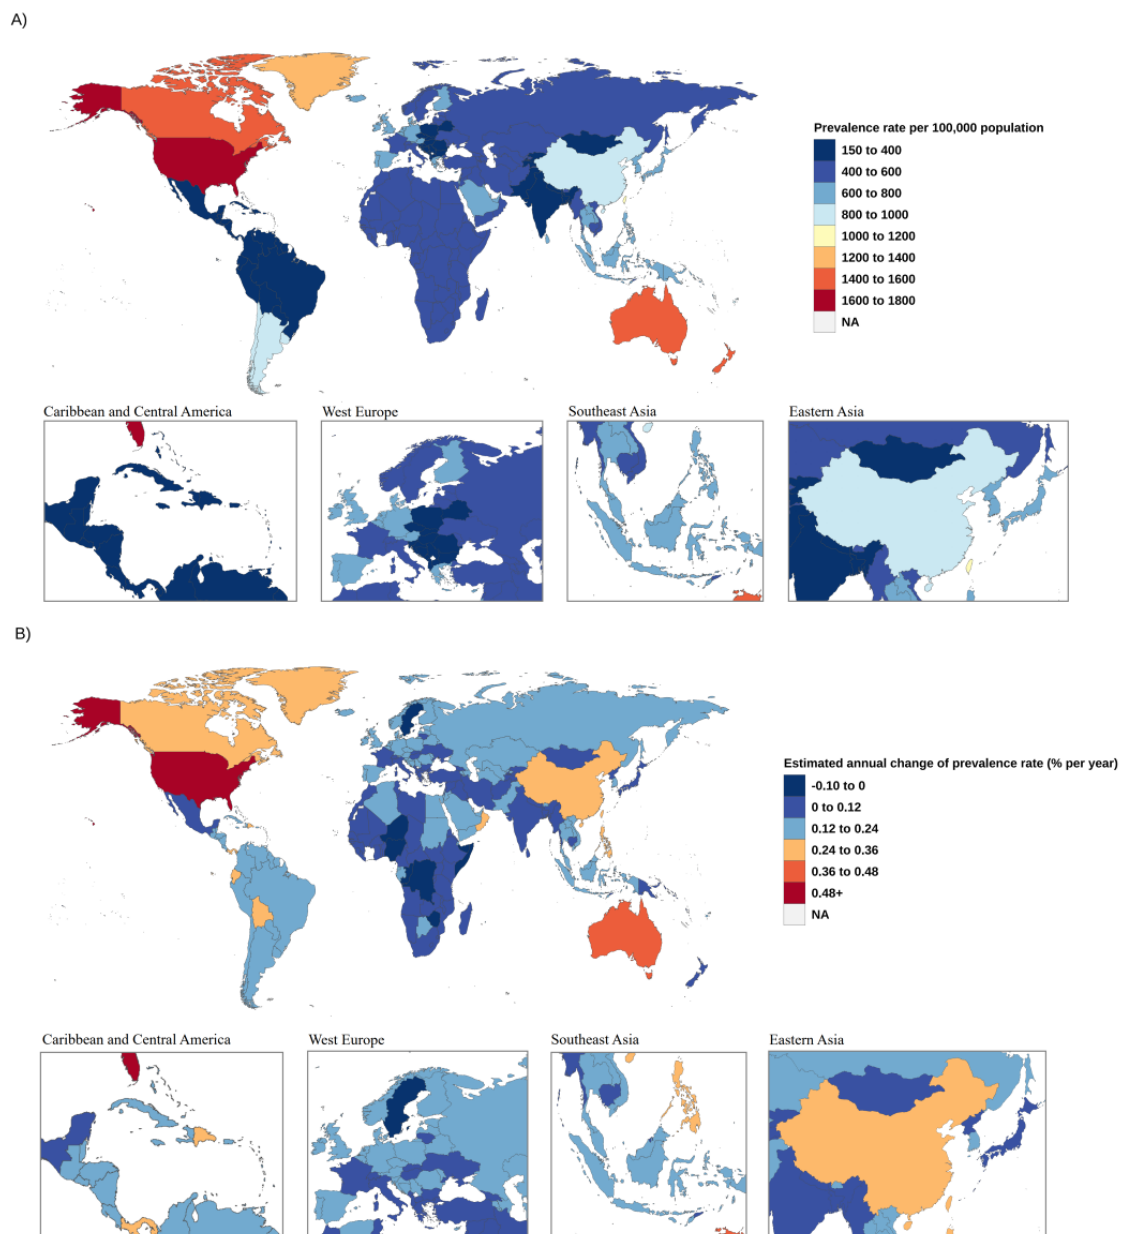 A)
Prevalence rate per 100,000 population
150 to 400
400 to 600
600 to 800
800 to 1000
1000 to 1200
1200 to 1400
1400 to 1600
1600 to 1800
NA
Caribbean and Central America
West Europe
Southeast Asia
Eastern Asia
B)
Estimated annual change of prevalence rate (% per year)
-0.10 to 0
0 to 0.12
0.12 to 0.24
0.24 to 0.36
0.36 to 0.48
0.48+
NA
Caribbean and Central America
West Europe
Southeast Asia
Eastern Asia